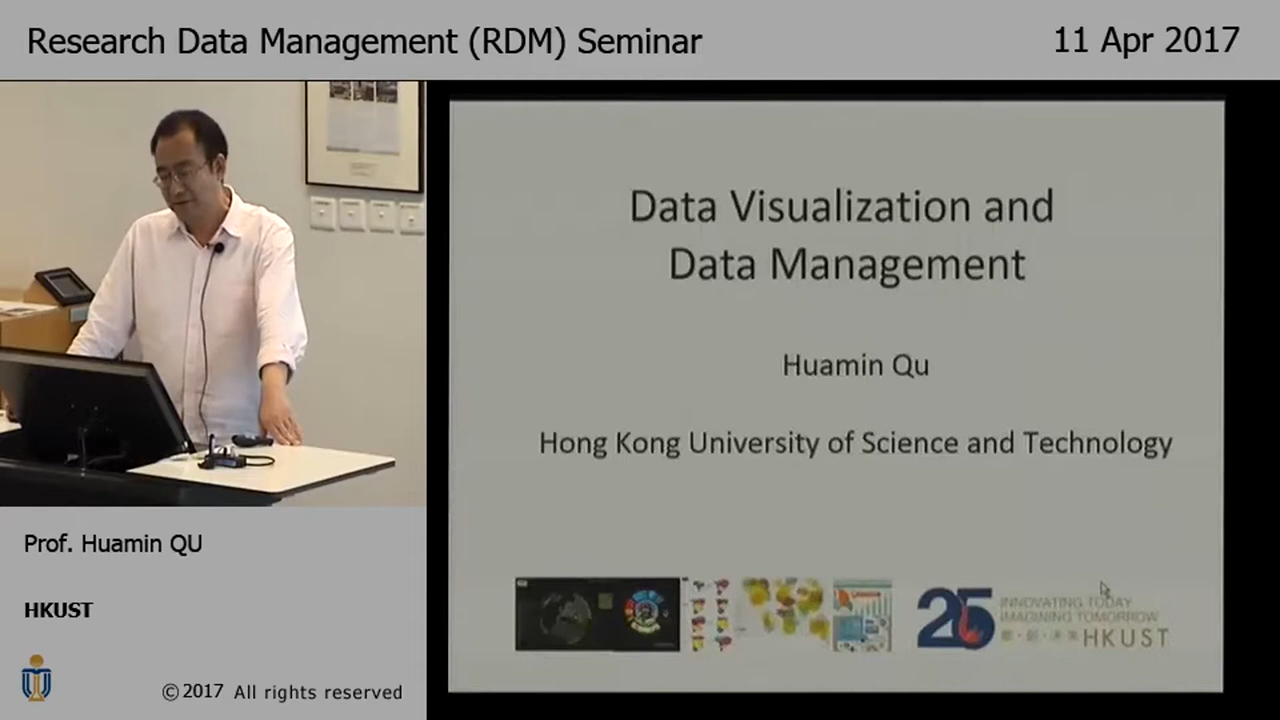 Research Data Management (RDM) Seminar
11 Apr 2017
Data Visualization and
Data Management
Huamin Qu
Hong Kong University of Science and Technology
25
INNOVATING TODAY
IMAGINING TOMORROW
HKUST
Prof. Huamin QU
HKUST
©2017 All rights reserved